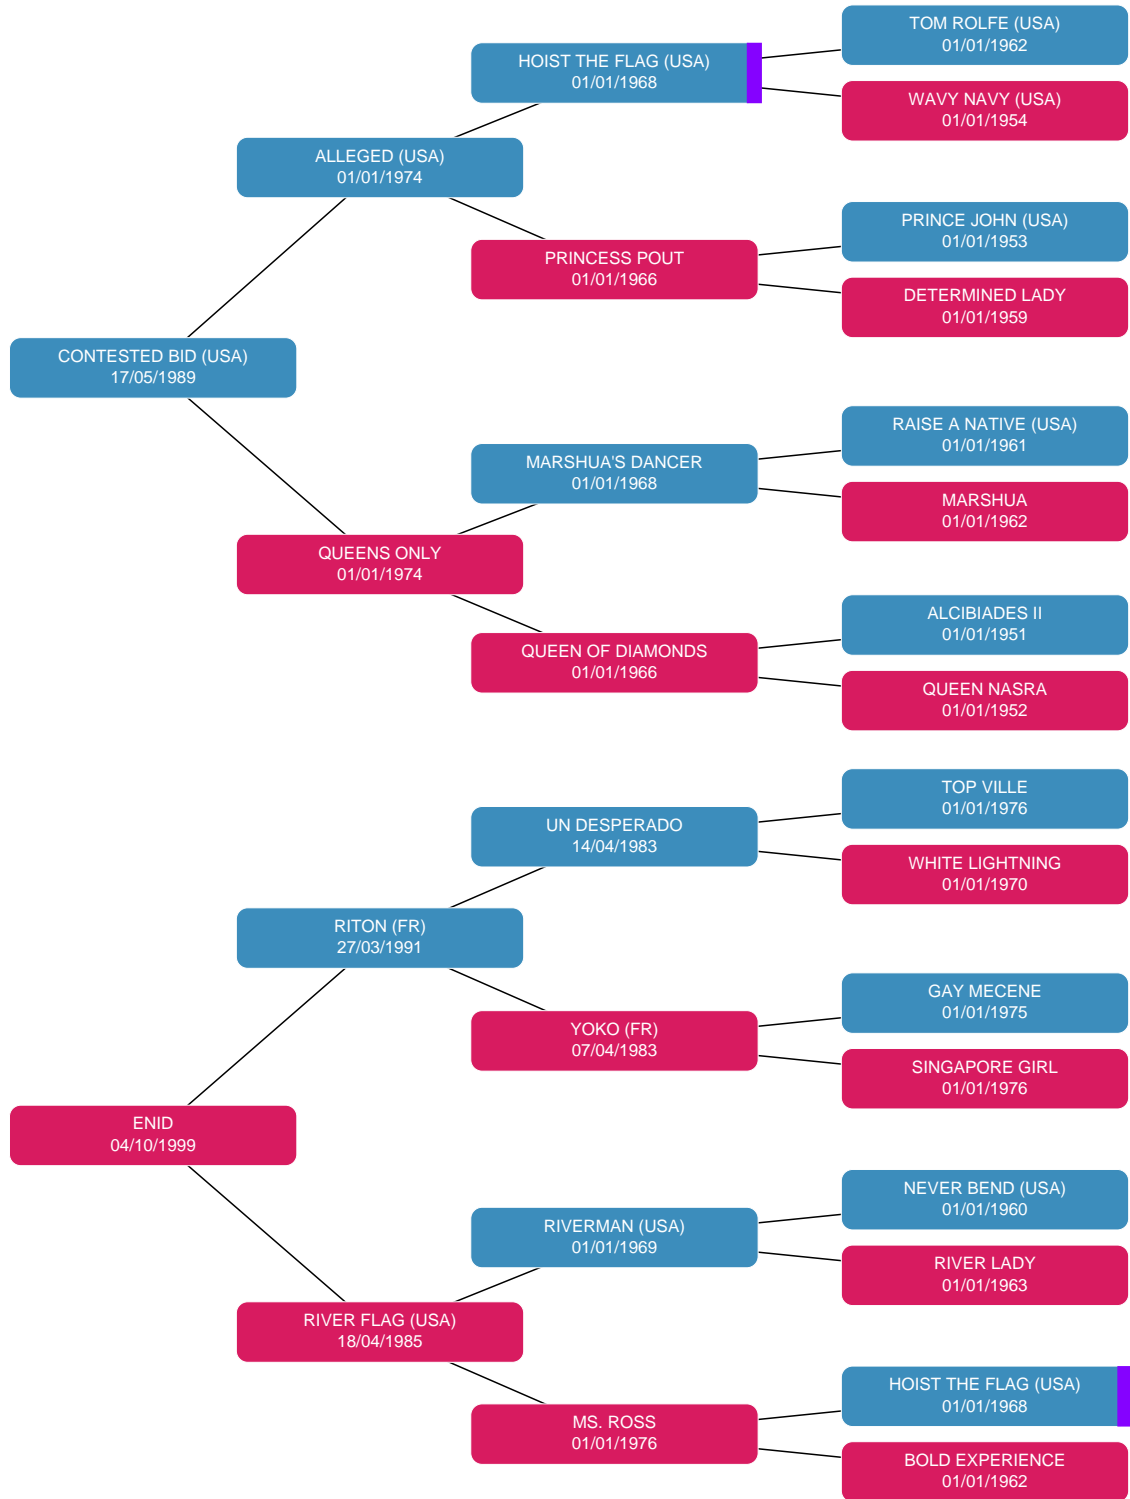 TOM ROLFE (USA)
01/01/1962
HOIST THE FLAG (USA)
01/01/1968
WAVY NAVY (USA)
01/01/1954
ALLEGED (USA)
01/01/1974
PRINCE JOHN (USA)
01/01/1953
PRINCESS POUT
01/01/1966
DETERMINED LADY
01/01/1959
CONTESTED BID (USA)
17/05/1989
RAISE A NATIVE (USA)
01/01/1961
MARSHUA'S DANCER
01/01/1968
MARSHUA
01/01/1962
QUEENS ONLY
01/01/1974
ALCIBIADES II
01/01/1951
QUEEN OF DIAMONDS
01/01/1966
QUEEN NASRA
01/01/1952
TOP VILLE
01/01/1976
UN DESPERADO
14/04/1983
WHITE LIGHTNING
01/01/1970
RITON (FR)
27/03/1991
GAY MECENE
01/01/1975
YOKO (FR)
07/04/1983
SINGAPORE GIRL
01/01/1976
ENID
04/10/1999
NEVER BEND (USA)
01/01/1960
RIVERMAN (USA)
01/01/1969
RIVER LADY
01/01/1963
RIVER FLAG (USA)
18/04/1985
HOIST THE FLAG (USA)
01/01/1968
MS. ROSS
01/01/1976
BOLD EXPERIENCE
01/01/1962